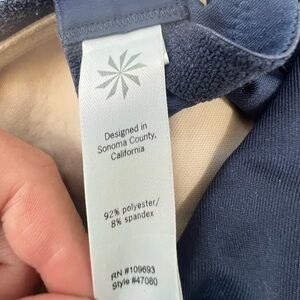 Designed in
Sonoma County,
California
92% polyester/
8% spandex
RN #109693
Style #47080